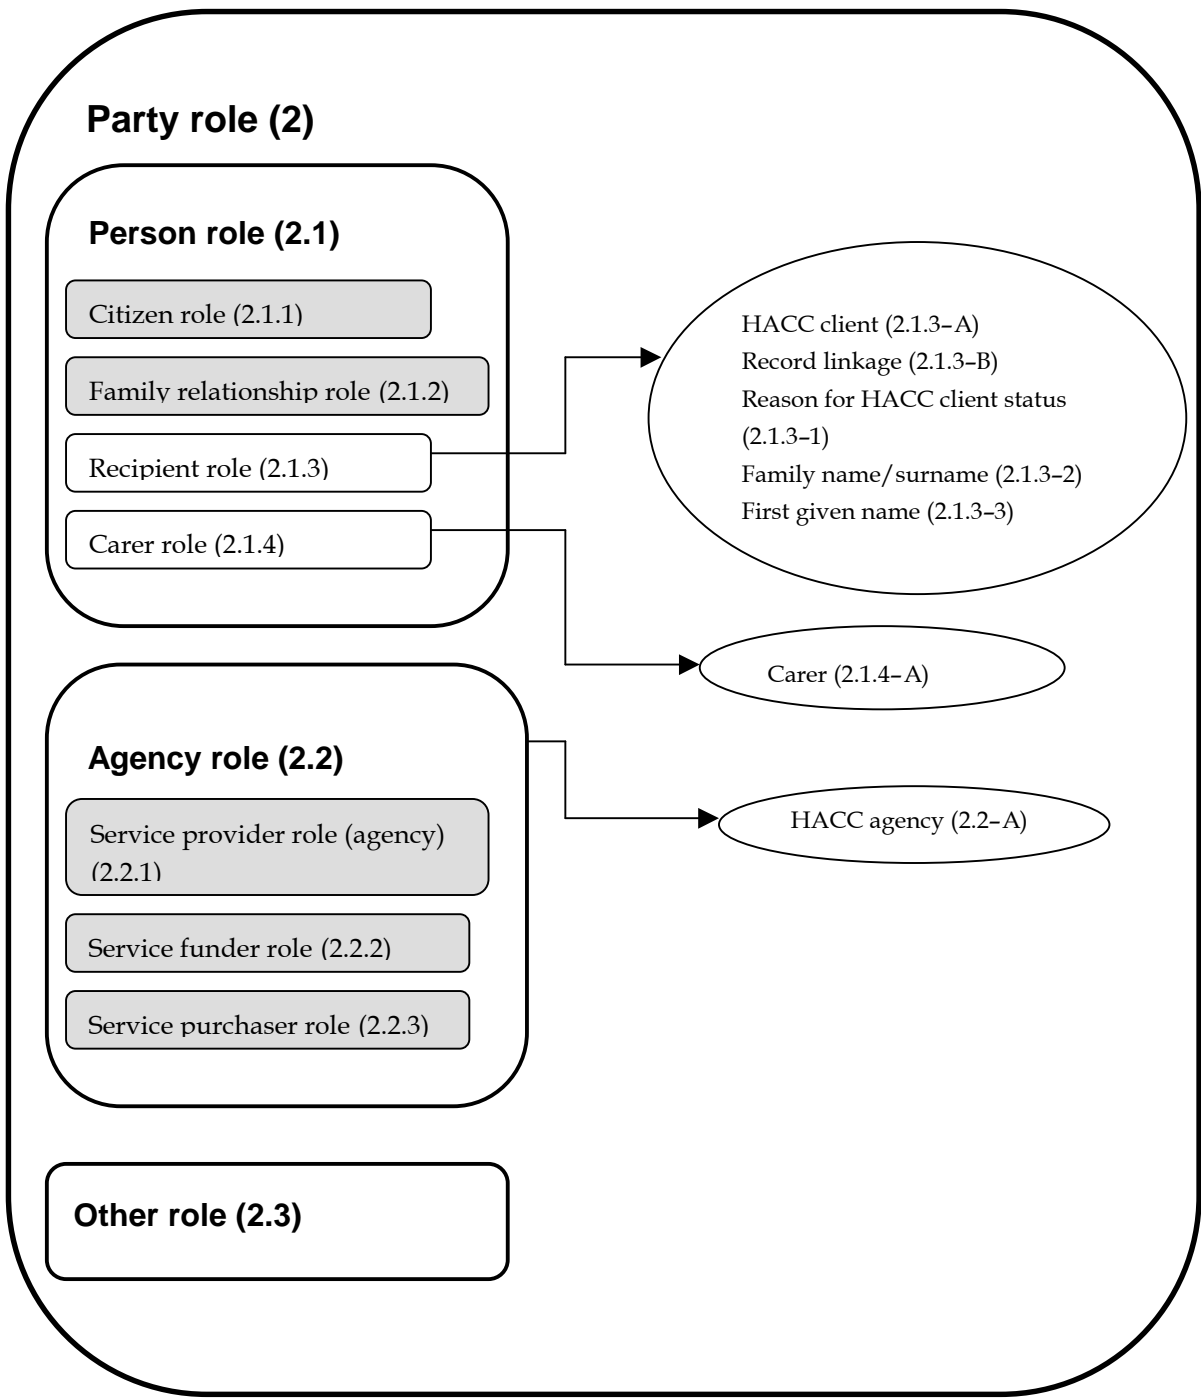 Party role (2)
Person role (2.1)
Citizen role (2.1.1)
Family relationship role (2.1.2)
Recipient role (2.1.3)
Carer role (2.1.4)
HACC client (2.1.3–A)
Record linkage (2.1.3–B)
Reason for HACC client status
(2.1.3–1)
Family name/surname (2.1.3–2)
First given name (2.1.3–3)
Carer (2.1.4–A)
Agency role (2.2)
Service provider role (agency)
(2.2.1)
Service funder role (2.2.2)
Service purchaser role (2.2.3)
HACC agency (2.2–A)
Other role (2.3)